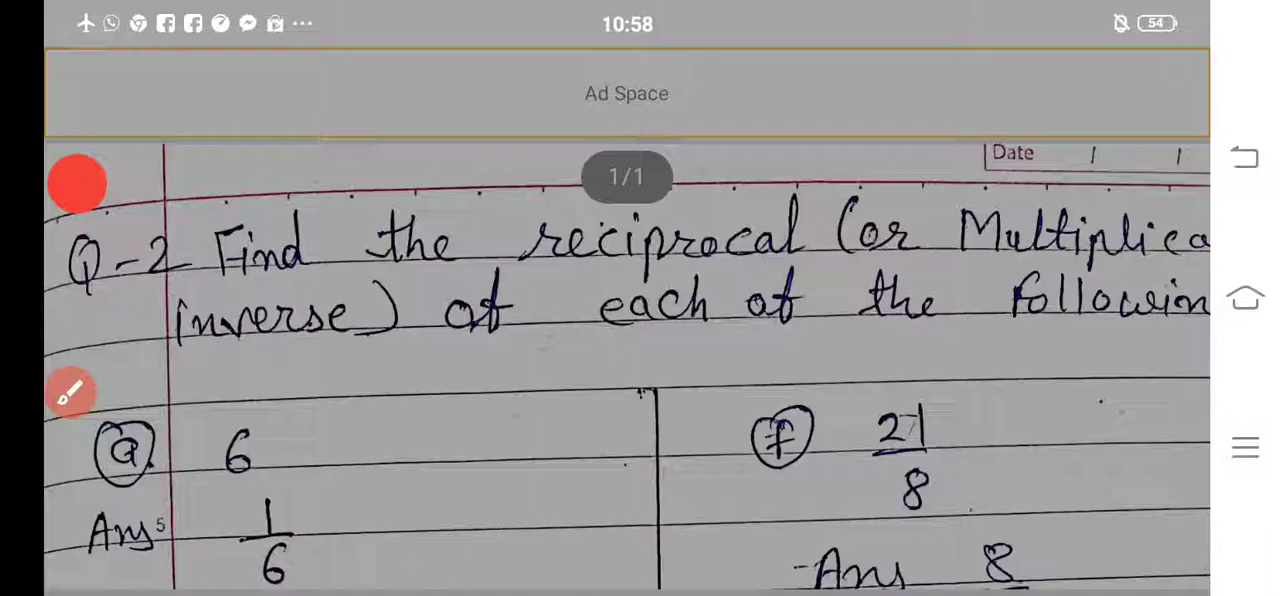 10:58
54
Ad Space
1/1
Date
Q-2 Find the reciprocal (or Multiplica
inverse) of each of the followin
a 6
Ans 1/6
f 21/8
Ans 8